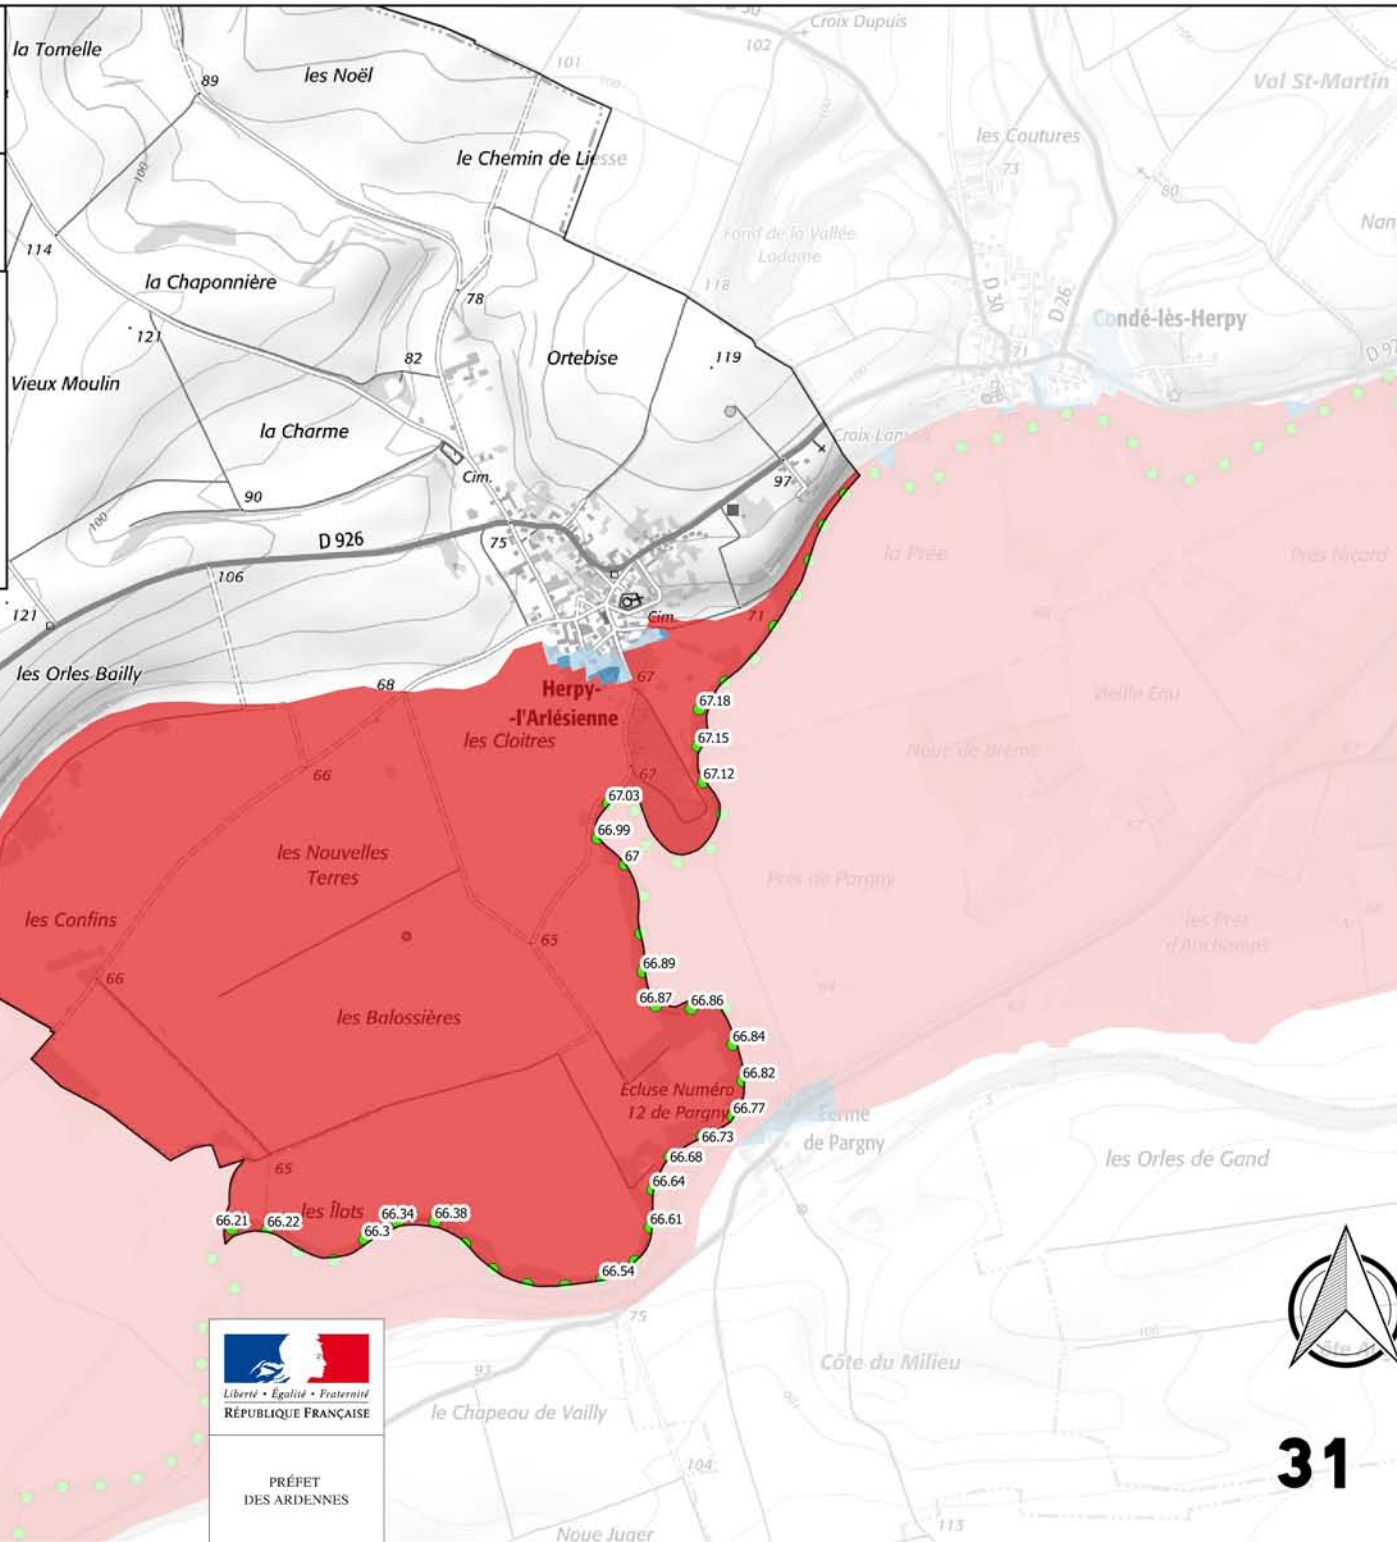 D 30
Croix Dupuis
la Tomelle
102
101
les Noël
89
Val St-Martin
les Coutures
le Chemin de Liesse
73
100
80
Nan
Fond de la Vallée
Ladame
114
la Chaponnière
118
78
D 30
D 26
Condé-lès-Herpy
121
82
Ortebise
119
71
D 92
Vieux Moulin
100
la Charme
Croix Lam
Cim.
97
90
100
D 926
75
la Prée
Prés Nicard
106
121
Cim.
71
les Orles Bailly
67
68
Herpy-
-l'Arlésienne
67.18
Vieille Eau
les Cloitres
67.15
Noue de Brême
66
67
67.12
67.03
66.99
67
les Nouvelles
Terres
Prés de Pargny
les Confins
les Prés
d'Anchamps
65
66.89
66
66.87
66.86
64
les Balossières
66.84
66.82
Ecluse Numéro
12 de Pargny
66.77
Ferme
de Pargny
66.73
66.68
les Orles de Gand
65
66.64
les Îlots
66.21
66.22
66.3
66.34
66.38
66.61
66.54
75
100
Liberté • Égalité • Fraternité
RÉPUBLIQUE FRANÇAISE
93
Côte du Milieu
le Chapeau de Vailly
31
104
PRÉFET
DES ARDENNES
113
Noue Juger